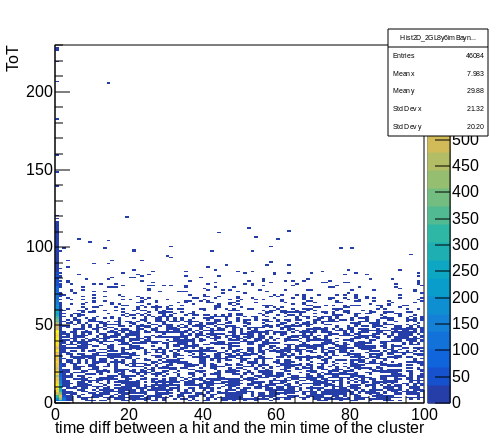 Entries 46084
Mean x 7.983
Mean y 29.88
Std Dev x 21.32
Std Dev y 20.20
ToT
200
150
100
50
0
0 20 40 60 80 100
time diff between a hit and the min time of the cluster
500
450
400
350
300
250
200
150
100
50
0